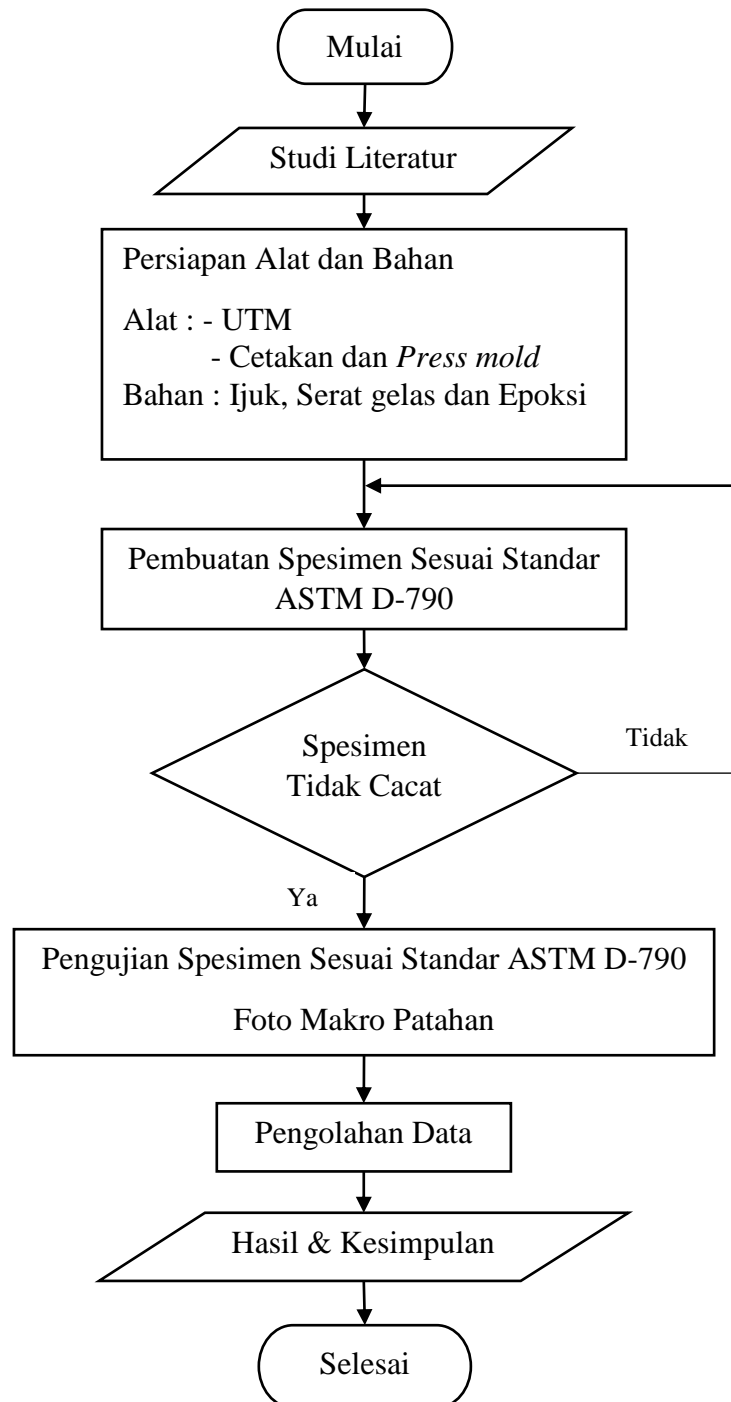 Mulai
Studi Literatur
Persiapan Alat dan Bahan
Alat : - UTM
- Cetakan dan Press mold
Bahan : Ijuk, Serat gelas dan Epoksi
Pembuatan Spesimen Sesuai Standar
ASTM D-790
Spesimen
Tidak Cacat
Tidak
Ya
Pengujian Spesimen Sesuai Standar ASTM D-790
Foto Makro Patahan
Pengolahan Data
Hasil & Kesimpulan
Selesai